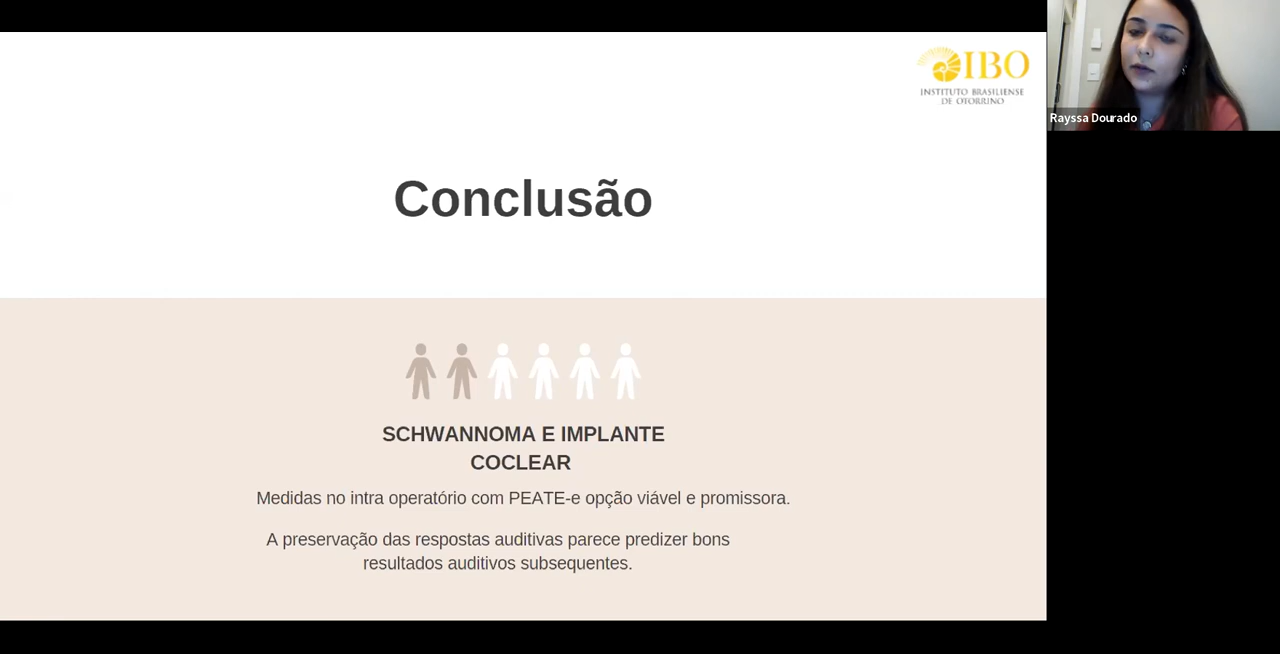 IBO
INSTITUTO BRASILIENSE
DE OTORRINO
Rayssa Dourado
Conclusão
SCHWANNOMA E IMPLANTE
COCLEAR
Medidas no intra operatório com PEATE-e opção viável e promissora.
A preservação das respostas auditivas parece predizer bons
resultados auditivos subsequentes.